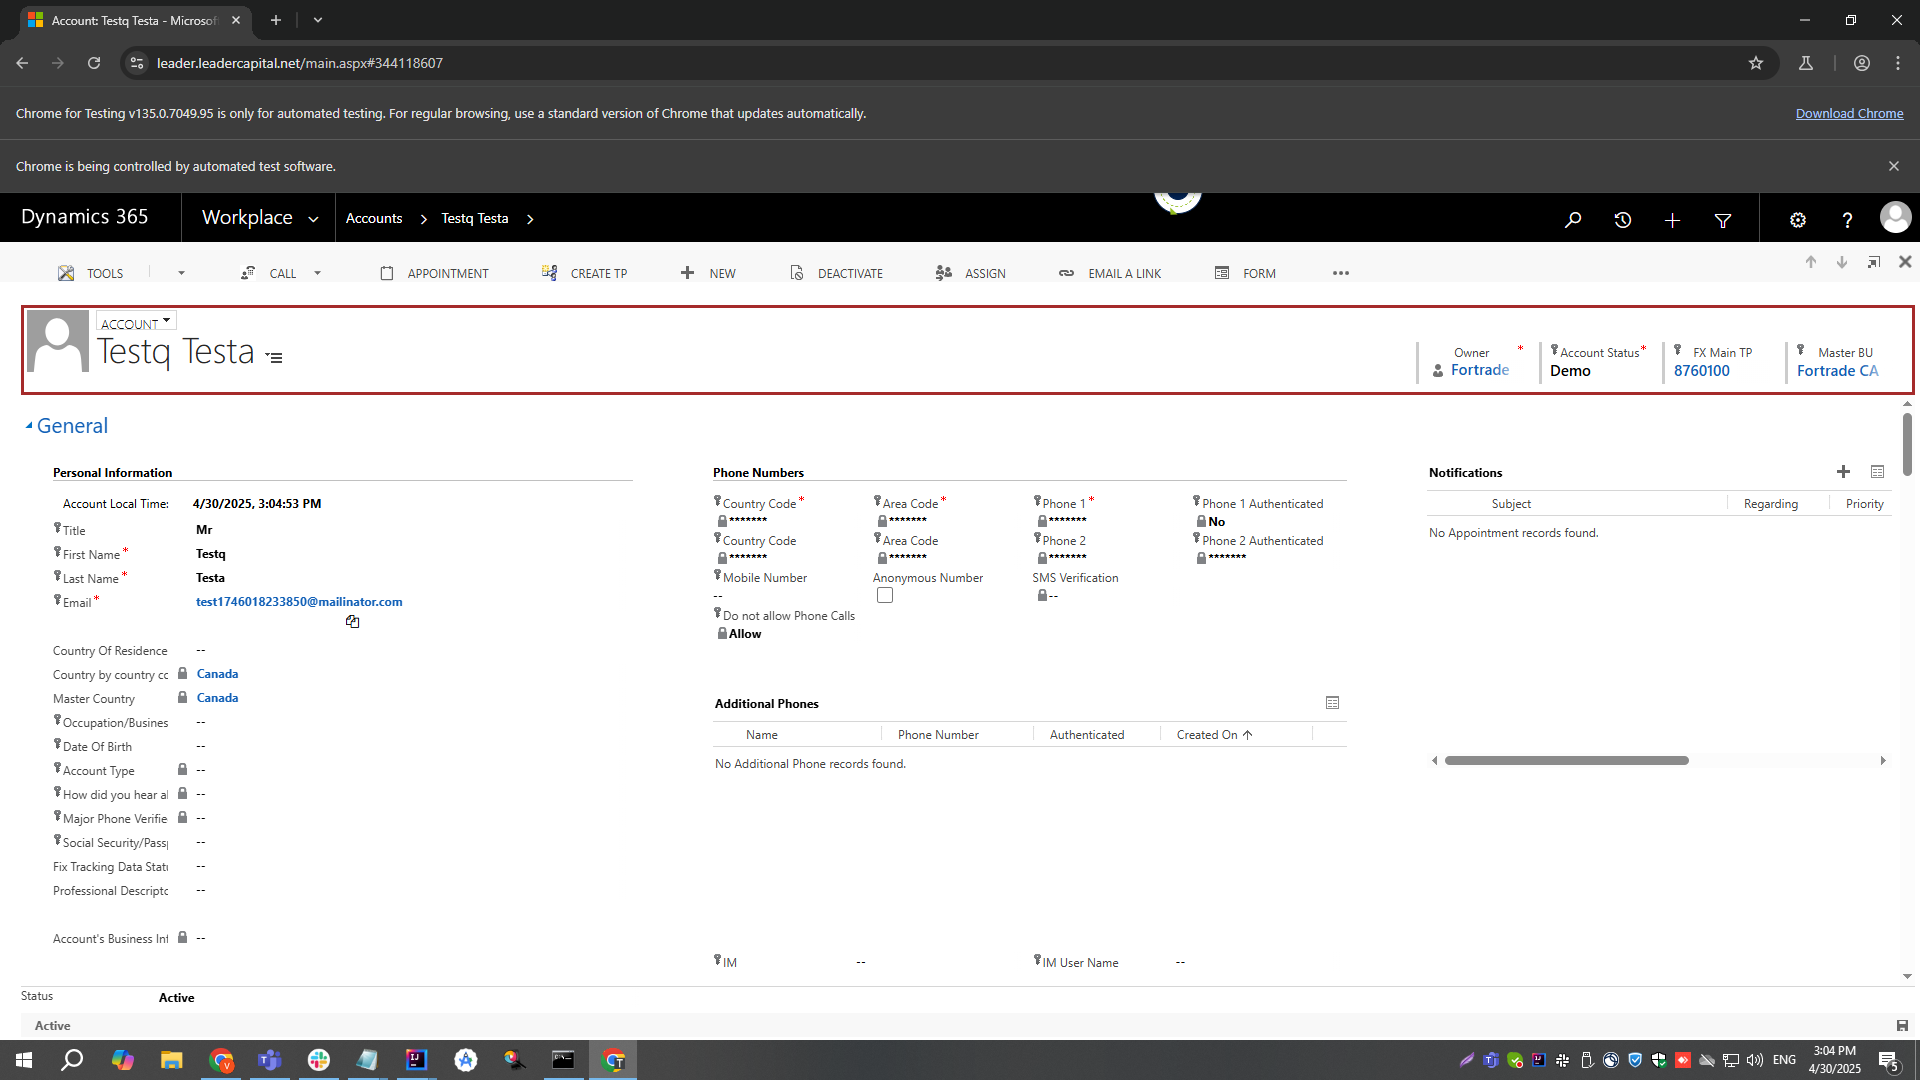 Account: Testq Testa - Microsof
leader.leadercapital.net/main.aspx#344118607
Chrome for Testing v135.0.7049.95 is only for automated testing. For regular browsing, use a standard version of Chrome that updates automatically.
Download Chrome
Chrome is being controlled by automated test software.
Dynamics 365
Workplace
Accounts
Testq Testa
TOOLS
CALL
APPOINTMENT
CREATE TP
NEW
DEACTIVATE
ASSIGN
EMAIL A LINK
FORM
ACCOUNT
Testq Testa
Owner *
Fortrade
Account Status *
Demo
FX Main TP
8760100
Master BU
Fortrade CA
General
Personal Information
Account Local Time: 4/30/2025, 3:04:53 PM
Title Mr
First Name * Testq
Last Name * Testa
Email * test1746018233850@mailinator.com
Country Of Residence --
Country by country cc Canada
Master Country Canada
Occupation/Busines --
Date Of Birth --
Account Type --
How did you hear al --
Major Phone Verifie --
Social Security/Pass --
Fix Tracking Data Statu --
Professional Descripto --
Account's Business Inf --
Phone Numbers
Country Code * Area Code * Phone 1 * Phone 1 Authenticated
******* ******* ******* No
Country Code Area Code Phone 2 Phone 2 Authenticated
******* ******* ******* *******
Mobile Number Anonymous Number SMS Verification
-- --
Do not allow Phone Calls
Allow
Additional Phones
Name Phone Number Authenticated Created On
No Additional Phone records found.
IM -- IM User Name --
Notifications
Subject Regarding Priority
No Appointment records found.
Status Active
Active
ENG
3:04 PM
4/30/2025
5